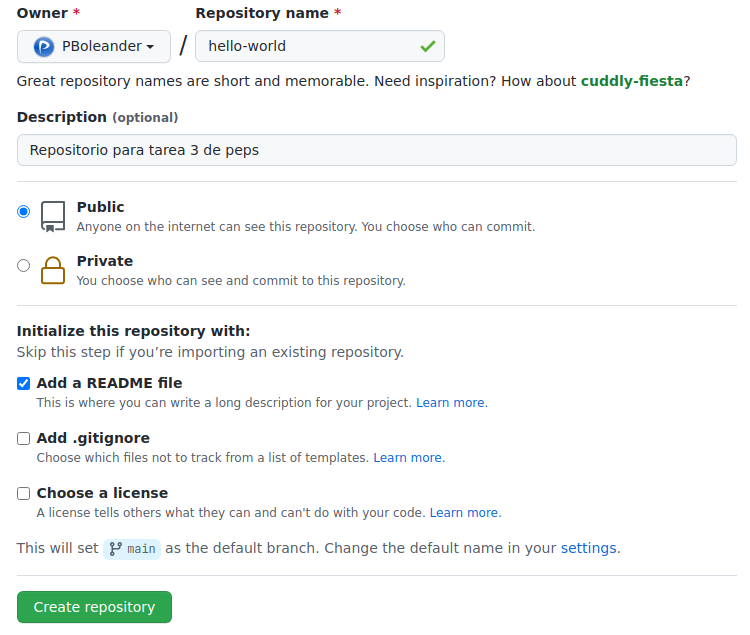 Owner * Repository name *
PBoleander / hello-world
Great repository names are short and memorable. Need inspiration? How about cuddly-fiesta?
Description (optional)
Repositorio para tarea 3 de peps
Public
Anyone on the internet can see this repository. You choose who can commit.
Private
You choose who can see and commit to this repository.
Initialize this repository with:
Skip this step if you’re importing an existing repository.
Add a README file
This is where you can write a long description for your project. Learn more.
Add .gitignore
Choose which files not to track from a list of templates. Learn more.
Choose a license
A license tells others what they can and can't do with your code. Learn more.
This will set main as the default branch. Change the default name in your settings.
Create repository